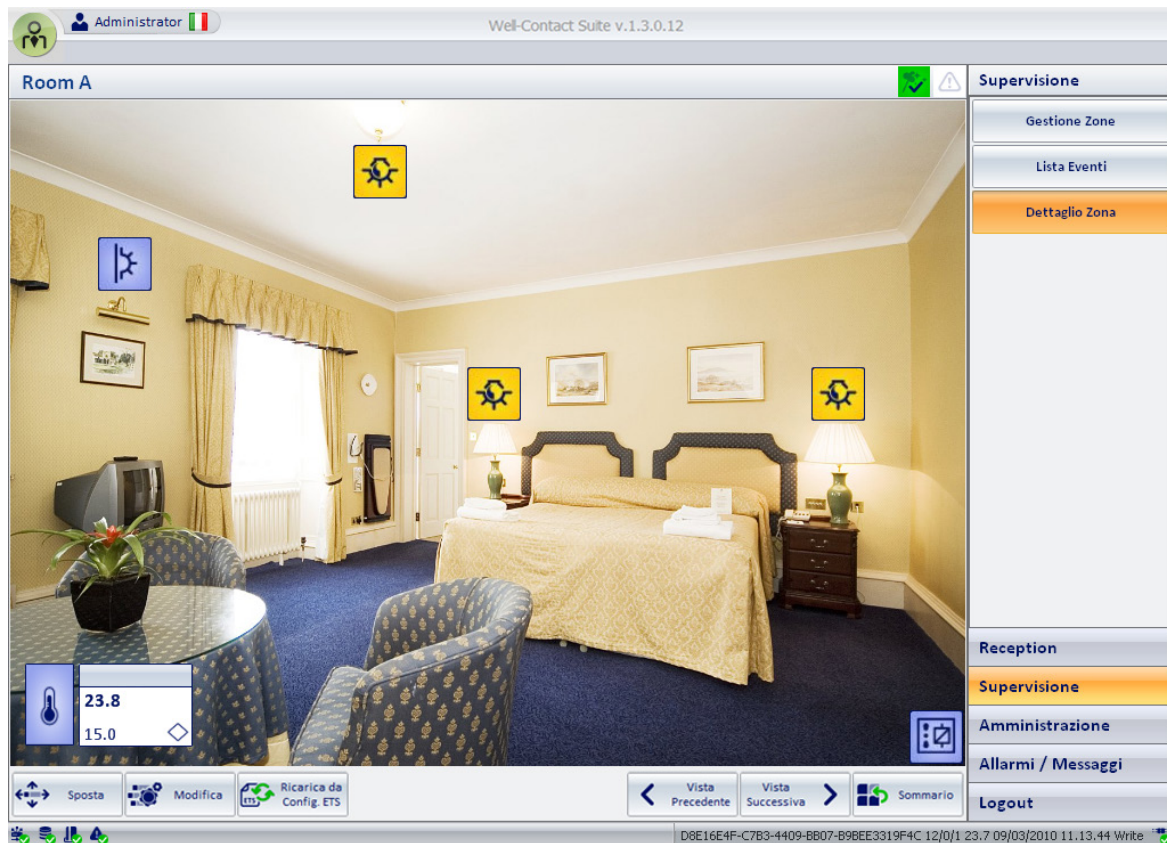 Administrator
Well-Contact Suite v.1.3.0.12
Room A
Supervisione
Gestione Zone
Lista Eventi
Dettaglio Zona
23.8
15.0
Reception
Supervisione
Amministrazione
Allarmi / Messaggi
Logout
Sposta
Modifica
ETS
Ricarica da
Config. ETS
Vista
Precedente
Vista
Successiva
Sommario
D8E16E4F-C7B3-4409-BB07-B9BEE3319F4C 12/0/1 23.7 09/03/2010 11.13.44 Write